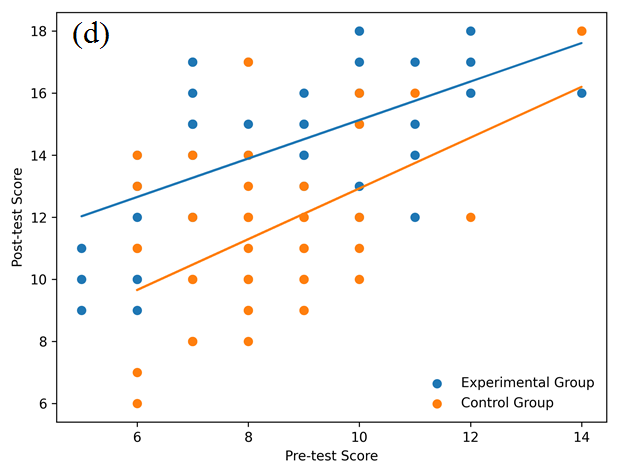 (d)
18
16
14
12
10
8
6
Post-test Score
Experimental Group
Control Group
6 8 10 12 14
Pre-test Score